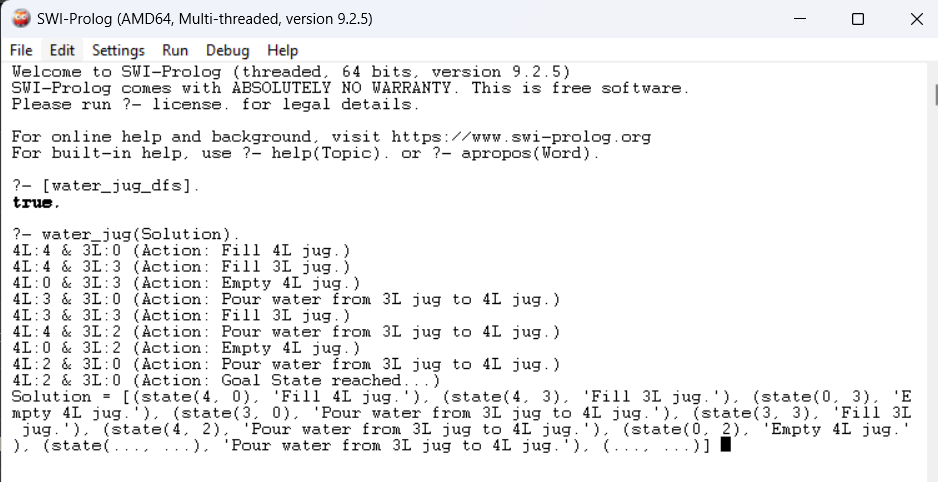 SWI-Prolog (AMD64, Multi-threaded, version 9.2.5)
File Edit Settings Run Debug Help
Welcome to SWI-Prolog (threaded, 64 bits, version 9.2.5)
SWI-Prolog comes with ABSOLUTELY NO WARRANTY. This is free software.
Please run ?- license. for legal details.
For online help and background, visit https://www.swi-prolog.org
For built-in help, use ?- help(Topic). or ?- apropos(Word).
?- [water_jug_dfs].
true.
?- water_jug(Solution).
4L:4 & 3L:0 (Action: Fill 4L jug.)
4L:4 & 3L:3 (Action: Fill 3L jug.)
4L:0 & 3L:3 (Action: Empty 4L jug.)
4L:3 & 3L:0 (Action: Pour water from 3L jug to 4L jug.)
4L:3 & 3L:3 (Action: Fill 3L jug.)
4L:4 & 3L:2 (Action: Pour water from 3L jug to 4L jug.)
4L:0 & 3L:2 (Action: Empty 4L jug.)
4L:2 & 3L:0 (Action: Pour water from 3L jug to 4L jug.)
4L:2 & 3L:0 (Action: Goal State reached...)
Solution = [(state(4, 0), 'Fill 4L jug.'), (state(4, 3), 'Fill 3L jug.'), (state(0, 3), 'E
mpty 4L jug.'), (state(3, 0), 'Pour water from 3L jug to 4L jug.'), (state(3, 3), 'Fill 3L
 jug.'), (state(4, 2), 'Pour water from 3L jug to 4L jug.'), (state(0, 2), 'Empty 4L jug.'
), (state(..., ...), 'Pour water from 3L jug to 4L jug.'), (..., ...)]